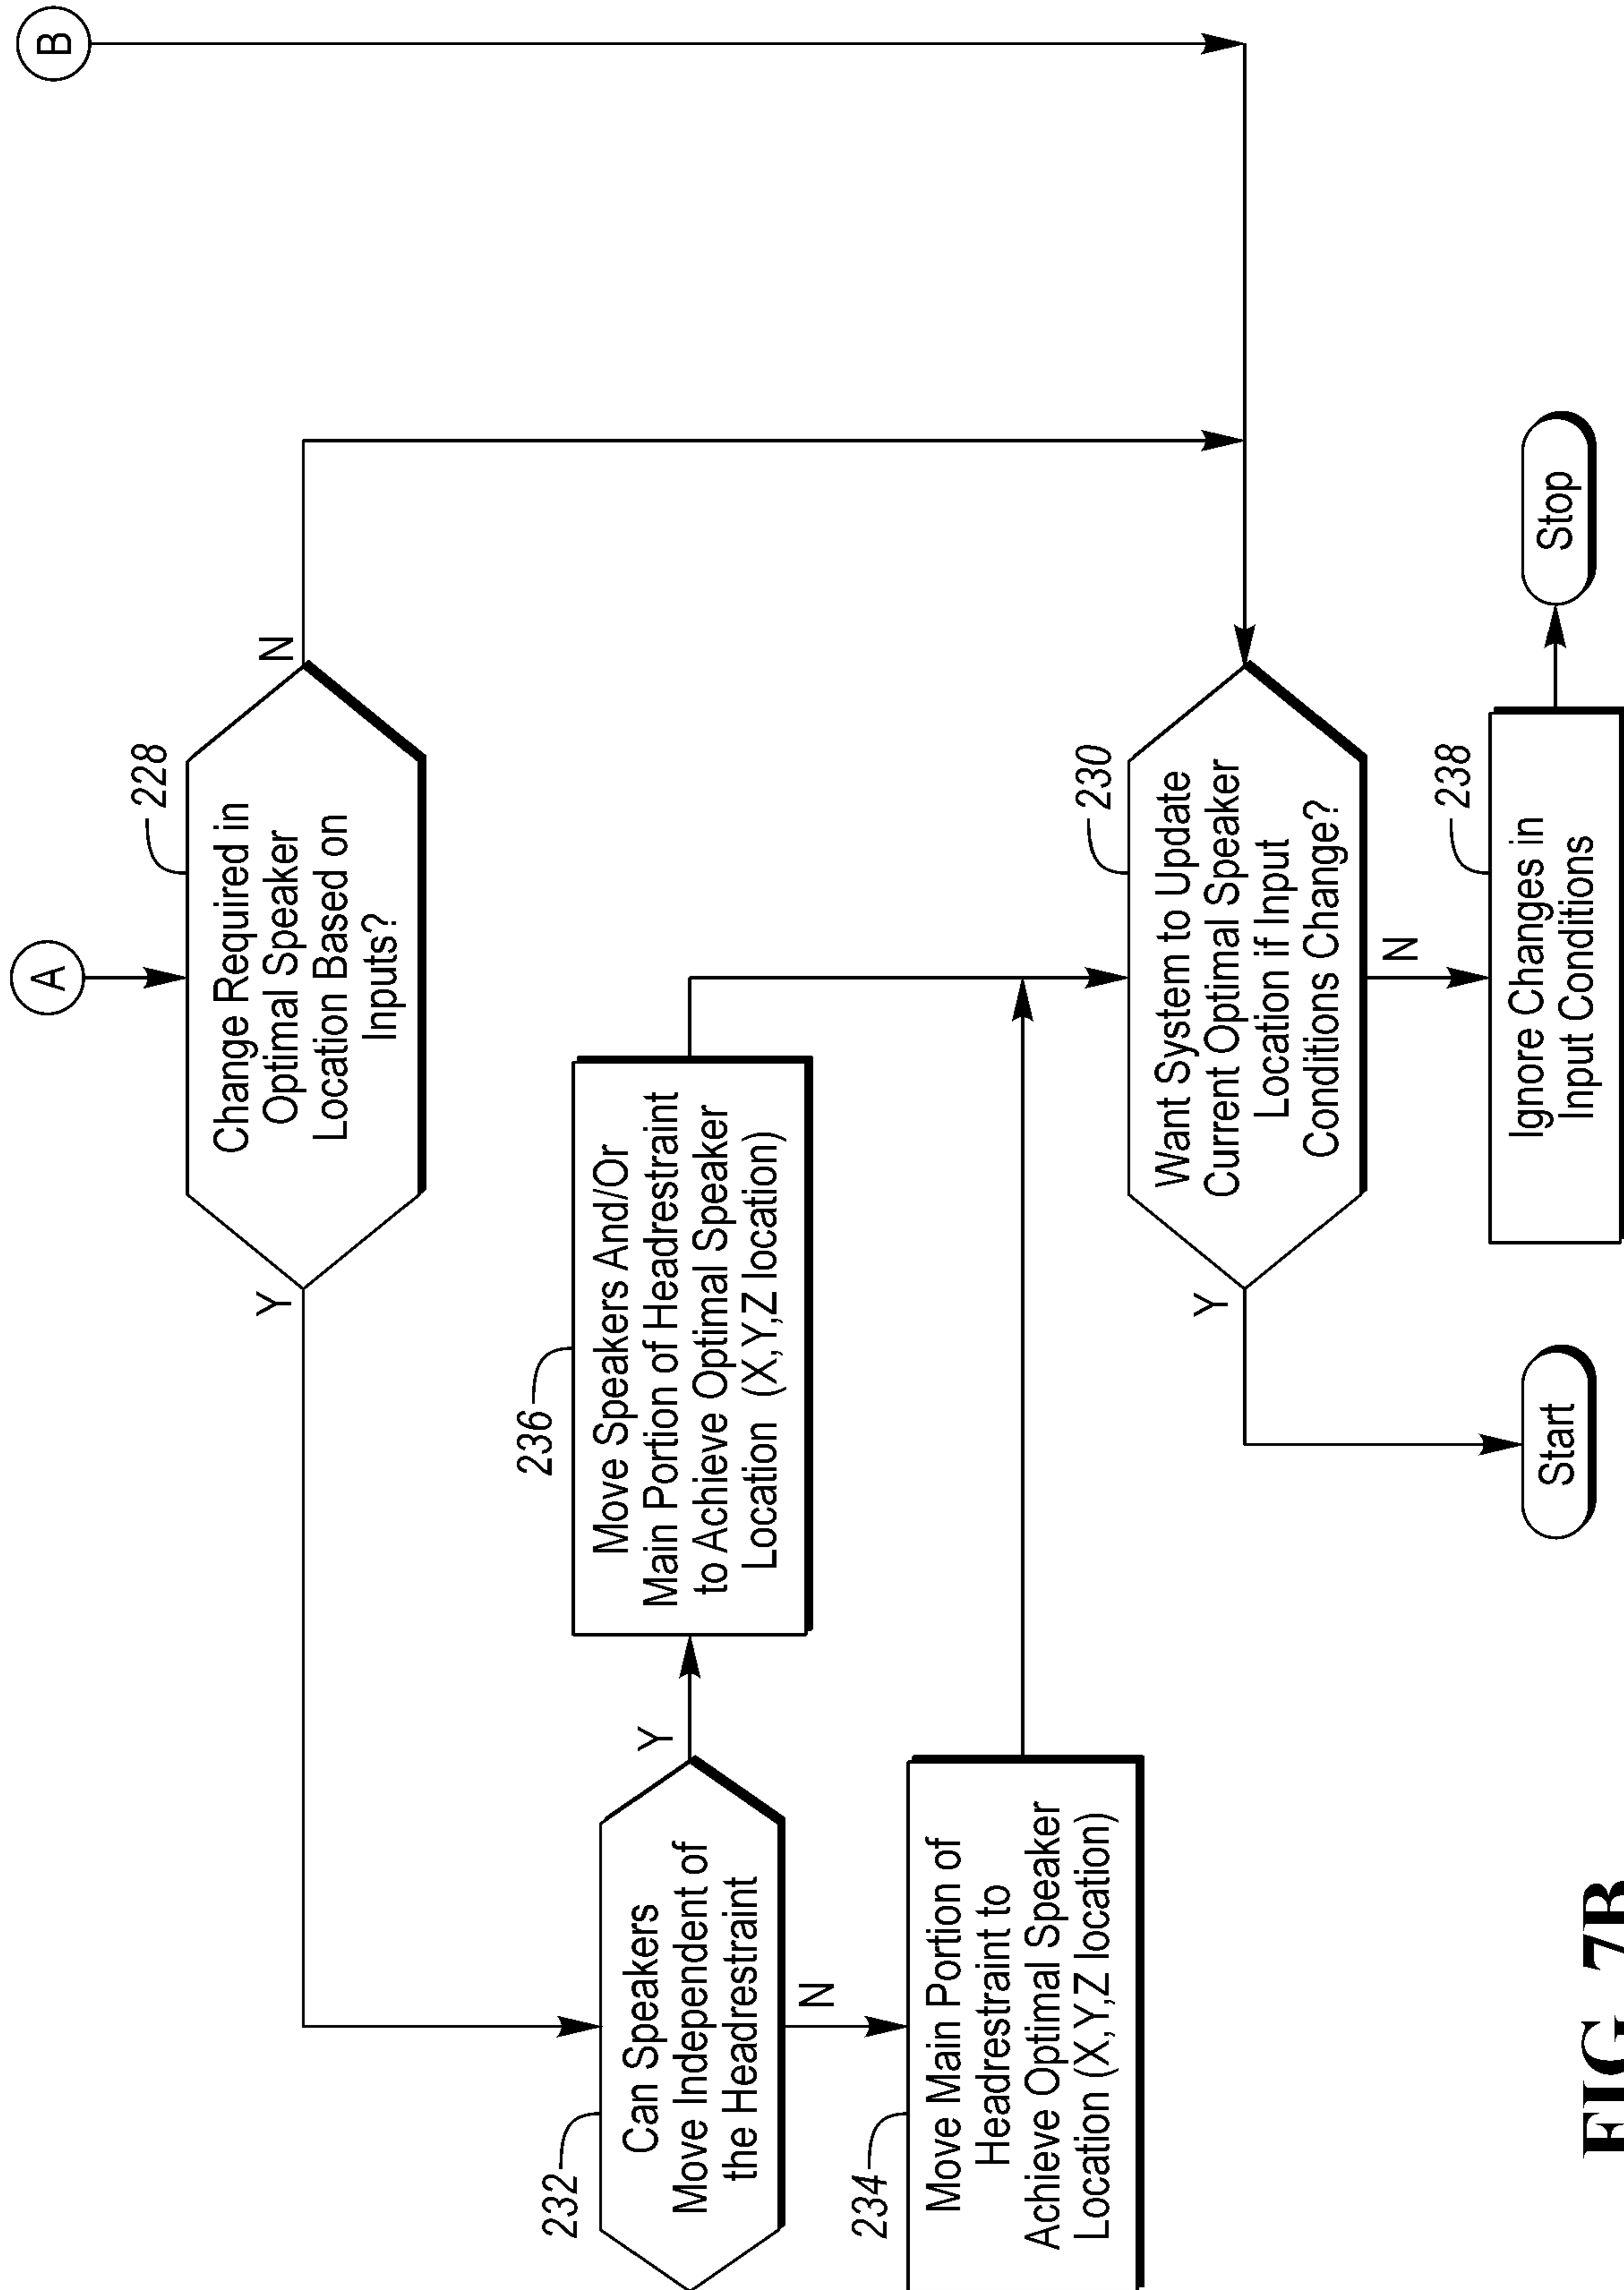 A
B
228
Change Required in
Optimal Speaker
Location Based on
Inputs?
Y
N
232
Can Speakers
Move Independent of
the Headrestraint
Y
N
236
Move Speakers And/Or
Main Portion of Headrestraint
to Achieve Optimal Speaker
Location (X,Y,Z location)
234
Move Main Portion of
Headrestraint to
Achieve Optimal Speaker
Location (X,Y,Z location)
230
Want System to Update
Current Optimal Speaker
Location if Input
Conditions Change?
Y
N
238
Ignore Changes in
Input Conditions
Start
Stop
FIG. 7B